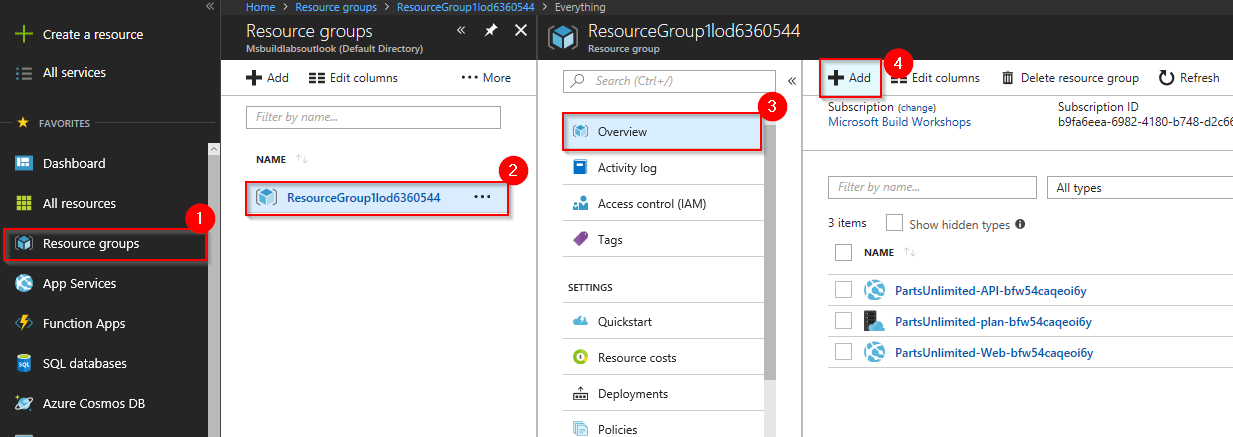 Create a resource
All services
FAVORITES
Dashboard
All resources
1
Resource groups
App Services
Function Apps
SQL databases
SQL
Azure Cosmos DB
Home > Resource groups > ResourceGroup1lod6360544 > Everything
Resource groups
Msbuildlabsoutlook (Default Directory)
Add
Edit columns
More
Filter by name...
NAME
2
ResourceGroup1lod6360544
ResourceGroup1lod6360544
Resource group
Search (Ctrl+/)
3
Overview
Activity log
Access control (IAM)
Tags
SETTINGS
Quickstart
Resource costs
Deployments
Policies
4
Add
Edit columns
Delete resource group
Refresh
Subscription (change)
Microsoft Build Workshops
Subscription ID
b9fa6eea-6982-4180-b748-d2c66
Filter by name...
All types
3 items
Show hidden types
NAME
PartsUnlimited-API-bfw54caqeoi6y
PartsUnlimited-plan-bfw54caqeoi6y
PartsUnlimited-Web-bfw54caqeoi6y